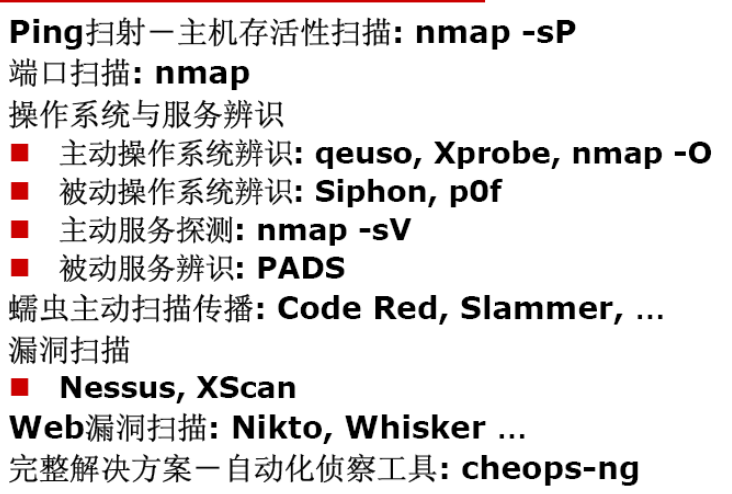 Ping扫射－主机存活性扫描: nmap -sP
端口扫描: nmap
操作系统与服务辨识
■ 主动操作系统辨识: qeuso, Xprobe, nmap -O
■ 被动操作系统辨识: Siphon, p0f
■ 主动服务探测: nmap -sV
■ 被动服务辨识: PADS
蠕虫主动扫描传播: Code Red, Slammer, …
漏洞扫描
■ Nessus, XScan
Web漏洞扫描: Nikto, Whisker …
完整解决方案－自动化侦察工具: cheops-ng